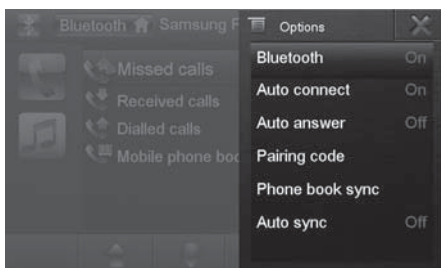 Bluetooth Samsung
Options
Missed calls
Received calls
Dialled calls
Mobile phone
Bluetooth On
Auto connect On
Auto answer Off
Pairing code
Phone book sync
Auto sync Off